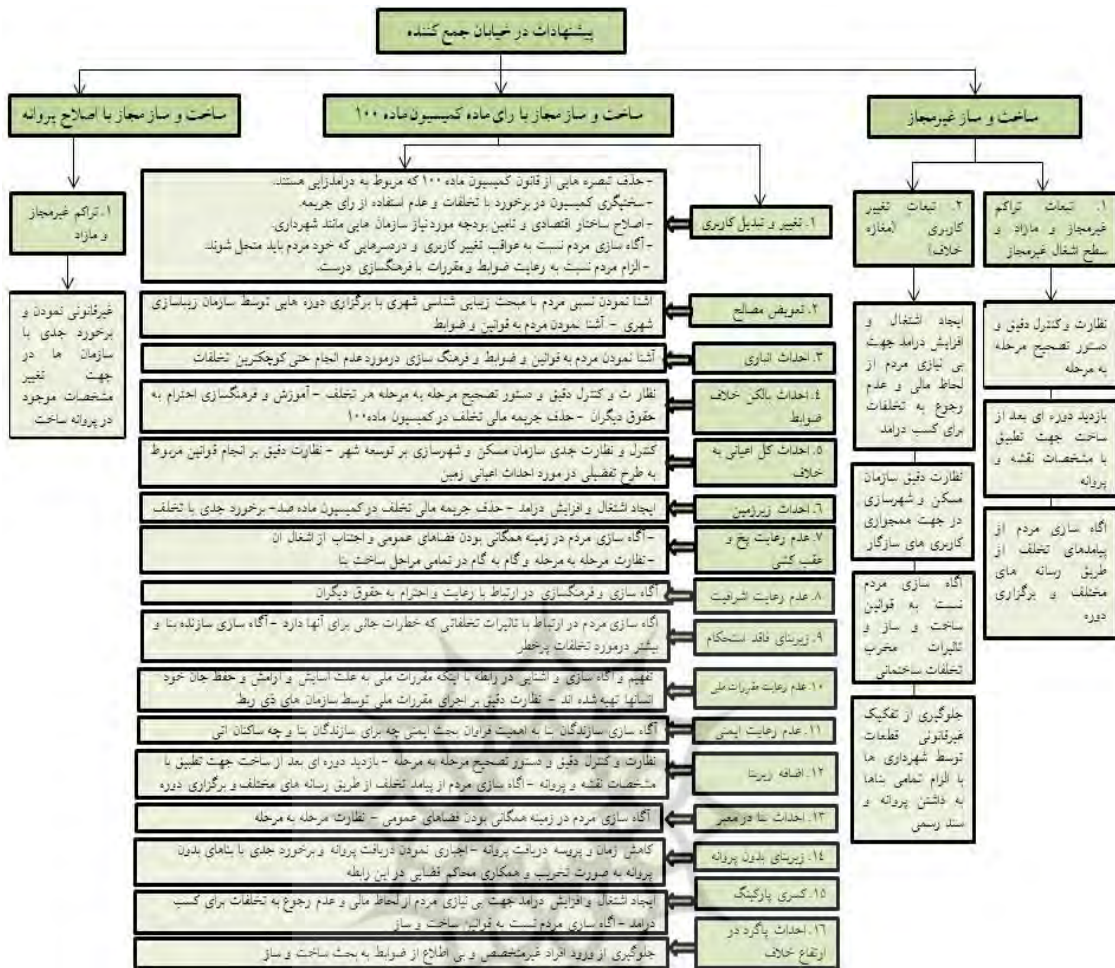 پیشنهادات در خیابان جمع کننده
ساخت و ساز غیرمجاز
ساخت و ساز مجاز با رای ماده کمیسیون ماده ۱۰۰
ساخت و ساز مجاز با اصلاح پروانه
۱. تبعات تراکم
غیرمجاز و مازاد و
سطح اشغال غیرمجاز
نظارت و کنترل دقیق و
دستور تصحیح مرحله
به مرحله
بازدید دوره ای بعد از
ساخت جهت تطبیق
با مشخصات نقشه و
پروانه
آگاه سازی مردم از
پیامدهای تخلف از
طریق رسانه های
مختلف و برگزاری
دوره
۲. تبعات تغییر
کاربری (مغازه
خلاف)
ایجاد اشتغال و
افزایش درامد جهت
بی نیازی مردم از
لحاظ مالی و عدم
رجوع به تخلفات
برای کسب درامد
نظارت دقیق سازمان
مسکن و شهرسازی
در جهت همجواری
کاربری های سازگار
آگاه سازی مردم
نست به قوانین
ساخت و ساز و
تاثیرات مخرب
تخلفات ساختمانی
جلوگیری از تفکیک
غیرقانونی قطعات
توسط شهرداری ها
با الزام تمامی بناها
به داشتن پروانه و
سند رسمی
۱. تغییر و تبدیل کاربری
- حذف تبصره هایی از قانون کمیسیون ماده ۱۰۰ که مربوط به درامدزایی هستند.
- سختگیری کمیسیون در برخورد با تخلفات و عدم استفاده از رای جریمه.
- اصلاح ساختار اقتصادی و تامین بودجه موردنیاز سازمان هایی مانند شهرداری.
- آگاه سازی مردم نسبت به عواقب تغییر کاربری و دردسرهایی که خود مردم باید متحل شوند.
- الزام مردم نسبت به رعایت ضوابط و مقررات با فرهنگسازی درست.
۲. تعویض مصالح
اشنا نمودن نسبی مردم با مبحث زیبایی شناسی شهری با برگزاری دوره هایی توسط سازمان زیباسازی
شهری – آشنا نمودن مردم به قوانین و ضوابط
۳. احداث انباری
آشنا نمودن مردم به قوانین و ضوابط و فرهنگ سازی درمورد عدم انجام حتی کوچکترین تخلفات
۴. احداث بالکن خلاف
ضوابط
نظار ت و کنترل دقیق و دستور تصحیح مرحله به مرحله هر تخلف – آموزش و فرهنگسازی احترام به
حقوق دیگران – حذف جریمه مالی تخلف در کمیسیون ماده۱۰۰
۵. احداث کل اعیانی به
خلاف
کنترل و نظارت جدی سازمان مسکن و شهرسازی بر توسعه شهر – نظارت دقیق بر انجام قوانین مربوط
به طرح تفضیلی در مورد احداث اعیانی زمین
۶. احداث زیرزمین
ایجاد اشتغال و افزایش درامد – حذف جریمه مالی تخلف در کمیسیون ماده صد- برخورد جدی با تخلف
۷. عدم رعایت پخ و
عقب کشی
- آگاه سازی مردم در زمینه همگانی بودن فضاهای عمومی و اجتناب از اشغال ان
- نظارت مرحله به مرحله و گام به گام در تمامی مراحل ساخت بنا
۸. عدم رعایت اشرافیت
آگاه سازی و فرهنگسازی در ارتباط با رعایت و احترام به حقوق دیگران
۹. زیربنای فاقد استحکام
اگاه سازی مردم در ارتباط با تاثیرات تخلفاتی که خطرات جانی برای آنها دارد – آگاه سازی سازنده بنا و
بیشتر درمورد تخلفات پرخطر
۱۰. عدم رعایت مقررات ملی
تفهیم و آگاه سازی و اشنایی در رابطه با اینکه مقررات ملی به علت اسایش و ارامش و حفظ جان خود
انسانها تهیه شده اند – نظارت دقیق بر اجرای مقررات ملی توسط سازمان های ذی ربط
۱۱. عدم رعایت ایمنی
آگاه سازی سازندگان بنا به اهمیت فراوان بحث ایمنی چه برای سازندگان بنا و چه ساکنان اتی
۱۲. اضافه زیربنا
نظارت و کنترل دقیق و دستور تصحیح مرحله به مرحله – بازدید دوره ای بعد از ساخت جهت تطبیق با
مشخصات نقشه و پروانه – اگاه سازی مردم از پیامد تخلف از طریق رسانه های مختلف و برگزاری دوره
۱۳. احداث بنا در معبر
آگاه سازی مردم در زمینه همگانی بودن فضاهای عمومی – نظارت مرحله به مرحله
۱۴. زیربنای بدون پروانه
کاهش زمان و پروسه دریافت پروانه – اجباری نمودن دریافت پروانه و برخورد جدی با بناهای بدون
پروانه به صورت تخریب و همکاری محاکم قضایی در این رابطه
۱۵. کسری پارکینگ
ایجاد اشتغال و افزایش درامد جهت بی نیازی مردم از لحاظ مالی و عدم رجوع به تخلفات برای کسب
درامد – اگاه سازی مردم نست به قوانین ساخت و ساز
۱۶. احداث پاگرد دو
ارتفاع خلاف
جلوگیری از ورود افراد غیرمتخصص و بی اطلاع از ضوابط به بحث ساخت و ساز
۱. تراکم غیرمجاز
و مازاد
غیرقانونی نمودن و
برخورد جدی با
سازمان ها در
جهت تغییر
مشخصات موجود
در پروانه ساخت